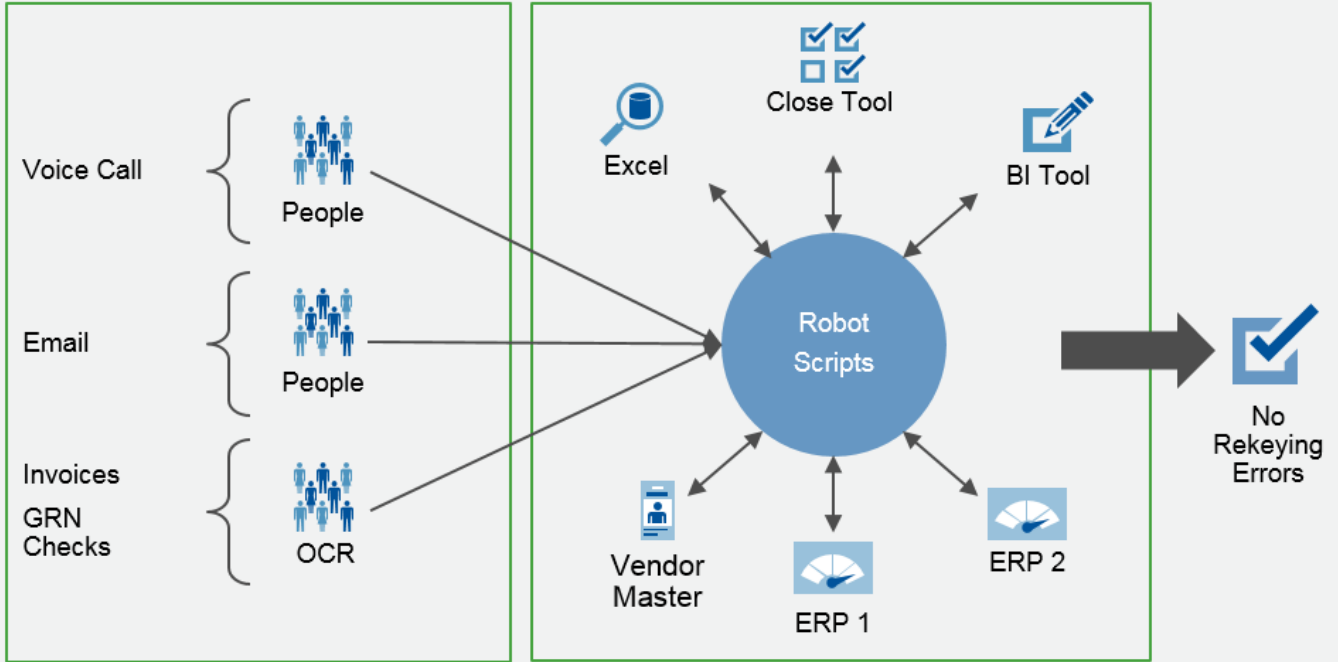 Voice Call
People
Email
People
Invoices
GRN
Checks
OCR
Excel
Close Tool
BI Tool
Robot
Scripts
Vendor
Master
ERP 1
ERP 2
No
Rekeying
Errors